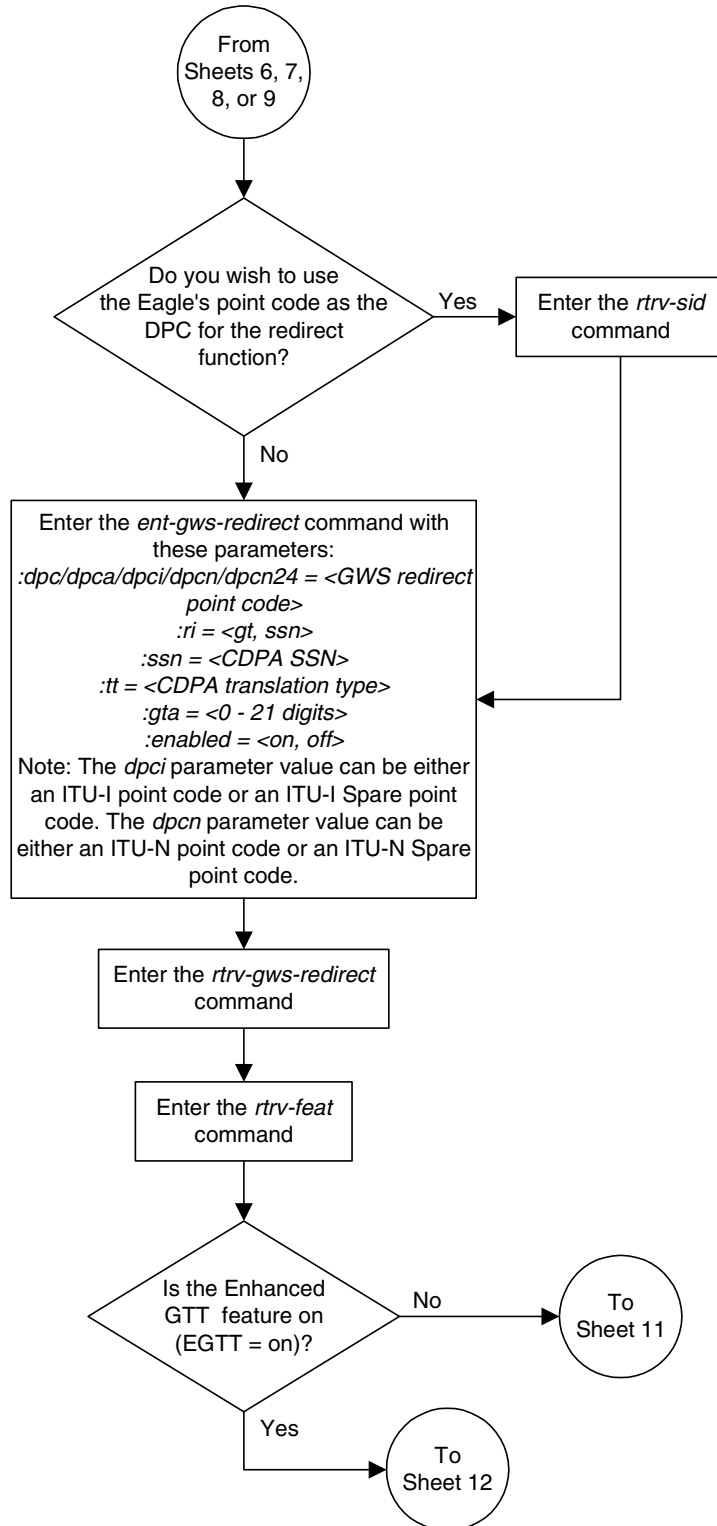 From
Sheets 6, 7,
8, or 9
Do you wish to use
the Eagle's point code as the
DPC for the redirect
function?
Yes
Enter the rtrv-sid
command
No
Enter the ent-gws-redirect command with
these parameters:
:dpc/dpca/dpci/dpcn/dpcn24 = <GWS redirect
point code>
:ri = <gt, ssn>
:ssn = <CDPA SSN>
:tt = <CDPA translation type>
:gta = <0 - 21 digits>
:enabled = <on, off>
Note: The dpci parameter value can be either
an ITU-I point code or an ITU-I Spare point
code. The dpcn parameter value can be
either an ITU-N point code or an ITU-N Spare
point code.
Enter the rtrv-gws-redirect
command
Enter the rtrv-feat
command
Is the Enhanced
GTT feature on
(EGTT = on)?
No
To
Sheet 11
Yes
To
Sheet 12